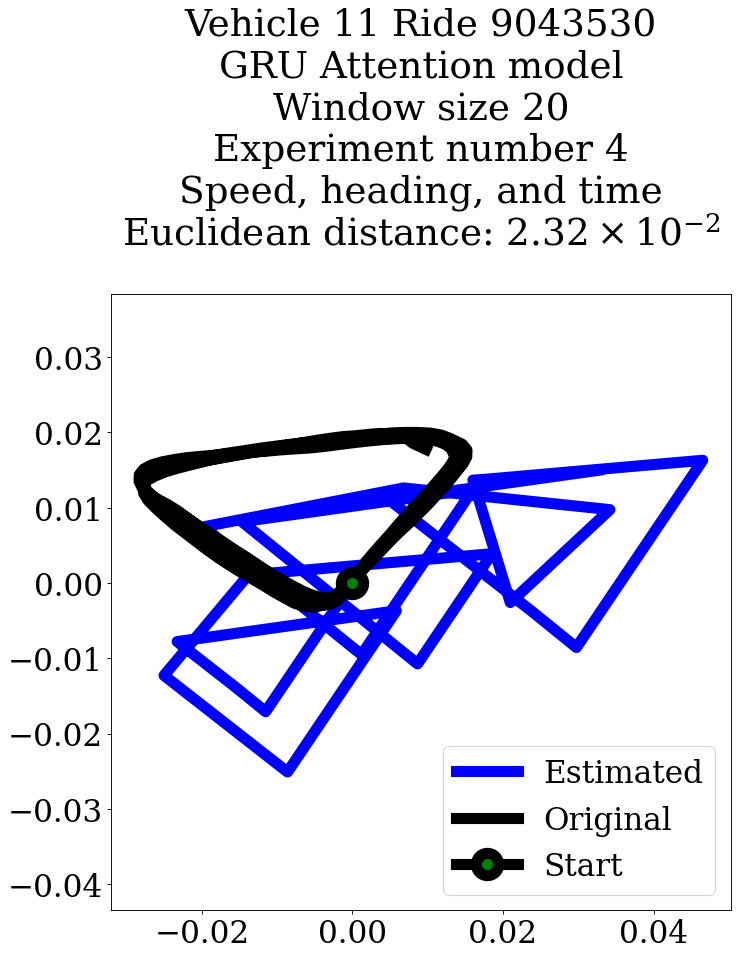 Vehicle 11 Ride 9043530
GRU Attention model
Window size 20
Experiment number 4
Speed, heading, and time
Euclidean distance: 2.32 × 10⁻²
0.03
0.02
0.01
0.00
−0.01
−0.02
−0.03
−0.04
Estimated
Original
Start
−0.02 0.00 0.02 0.04